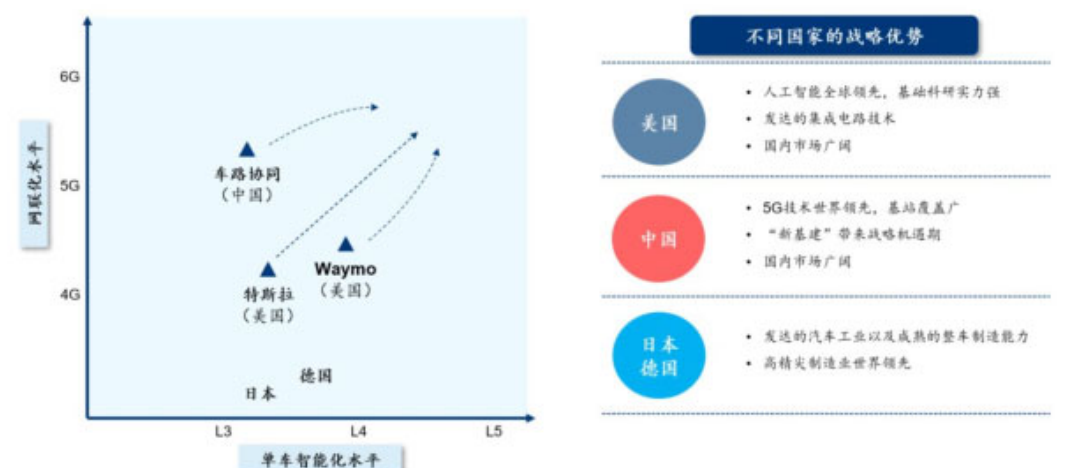 6G
5G
4G
网联化水平
车路协同
（中国）
Waymo
（美国）
特斯拉
（美国）
德国
日本
L3
L4
L5
单车智能化水平
不同国家的战略优势
美国
• 人工智能全球领先，基础科研实力强
• 发达的集成电路技术
• 国内市场广阔
中国
• 5G技术世界领先，基站覆盖广
• “新基建”带来战略机遇期
• 国内市场广阔
日本
德国
• 发达的汽车工业以及成熟的整车制造能力
• 高精尖制造业世界领先